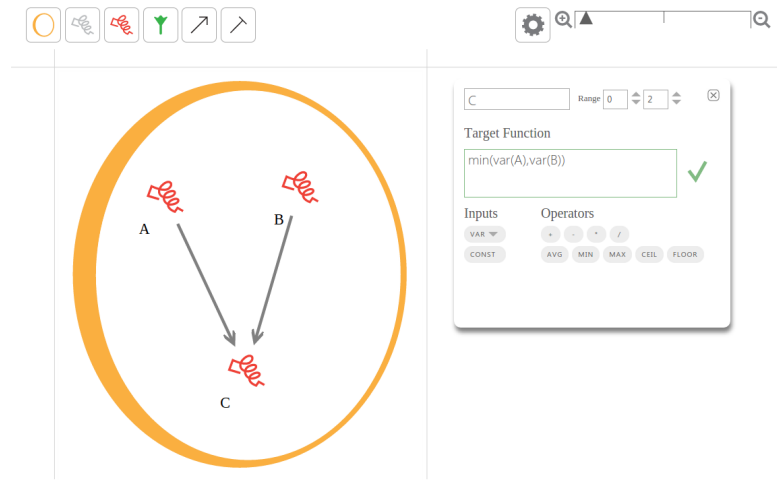 C
Range 0 2
Target Function
min(var(A),var(B))
Inputs Operators
VAR + - * /
CONST AVG MIN MAX CEIL FLOOR
A
B
C